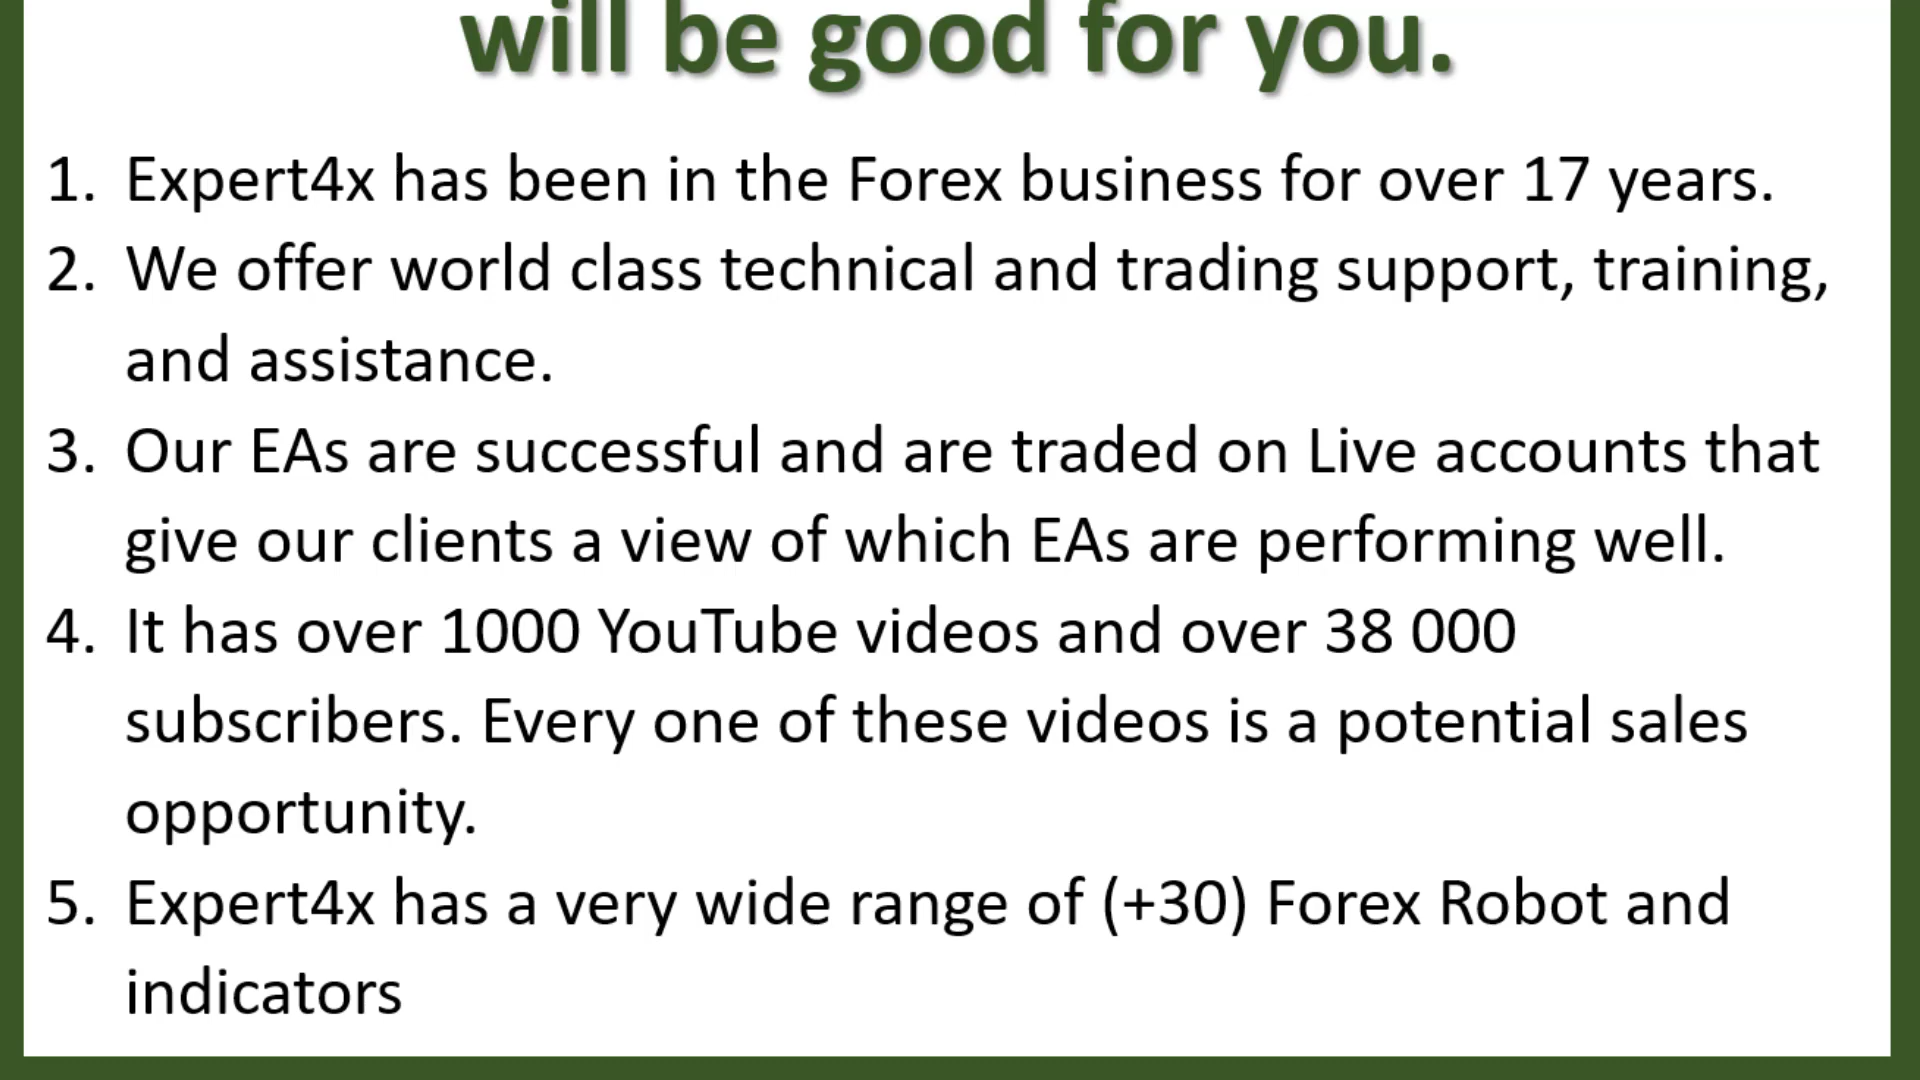 will be good for you.
1. Expert4x has been in the Forex business for over 17 years.
2. We offer world class technical and trading support, training,
and assistance.
3. Our EAs are successful and are traded on Live accounts that
give our clients a view of which EAs are performing well.
4. It has over 1000 YouTube videos and over 38 000
subscribers. Every one of these videos is a potential sales
opportunity.
5. Expert4x has a very wide range of (+30) Forex Robot and
indicators